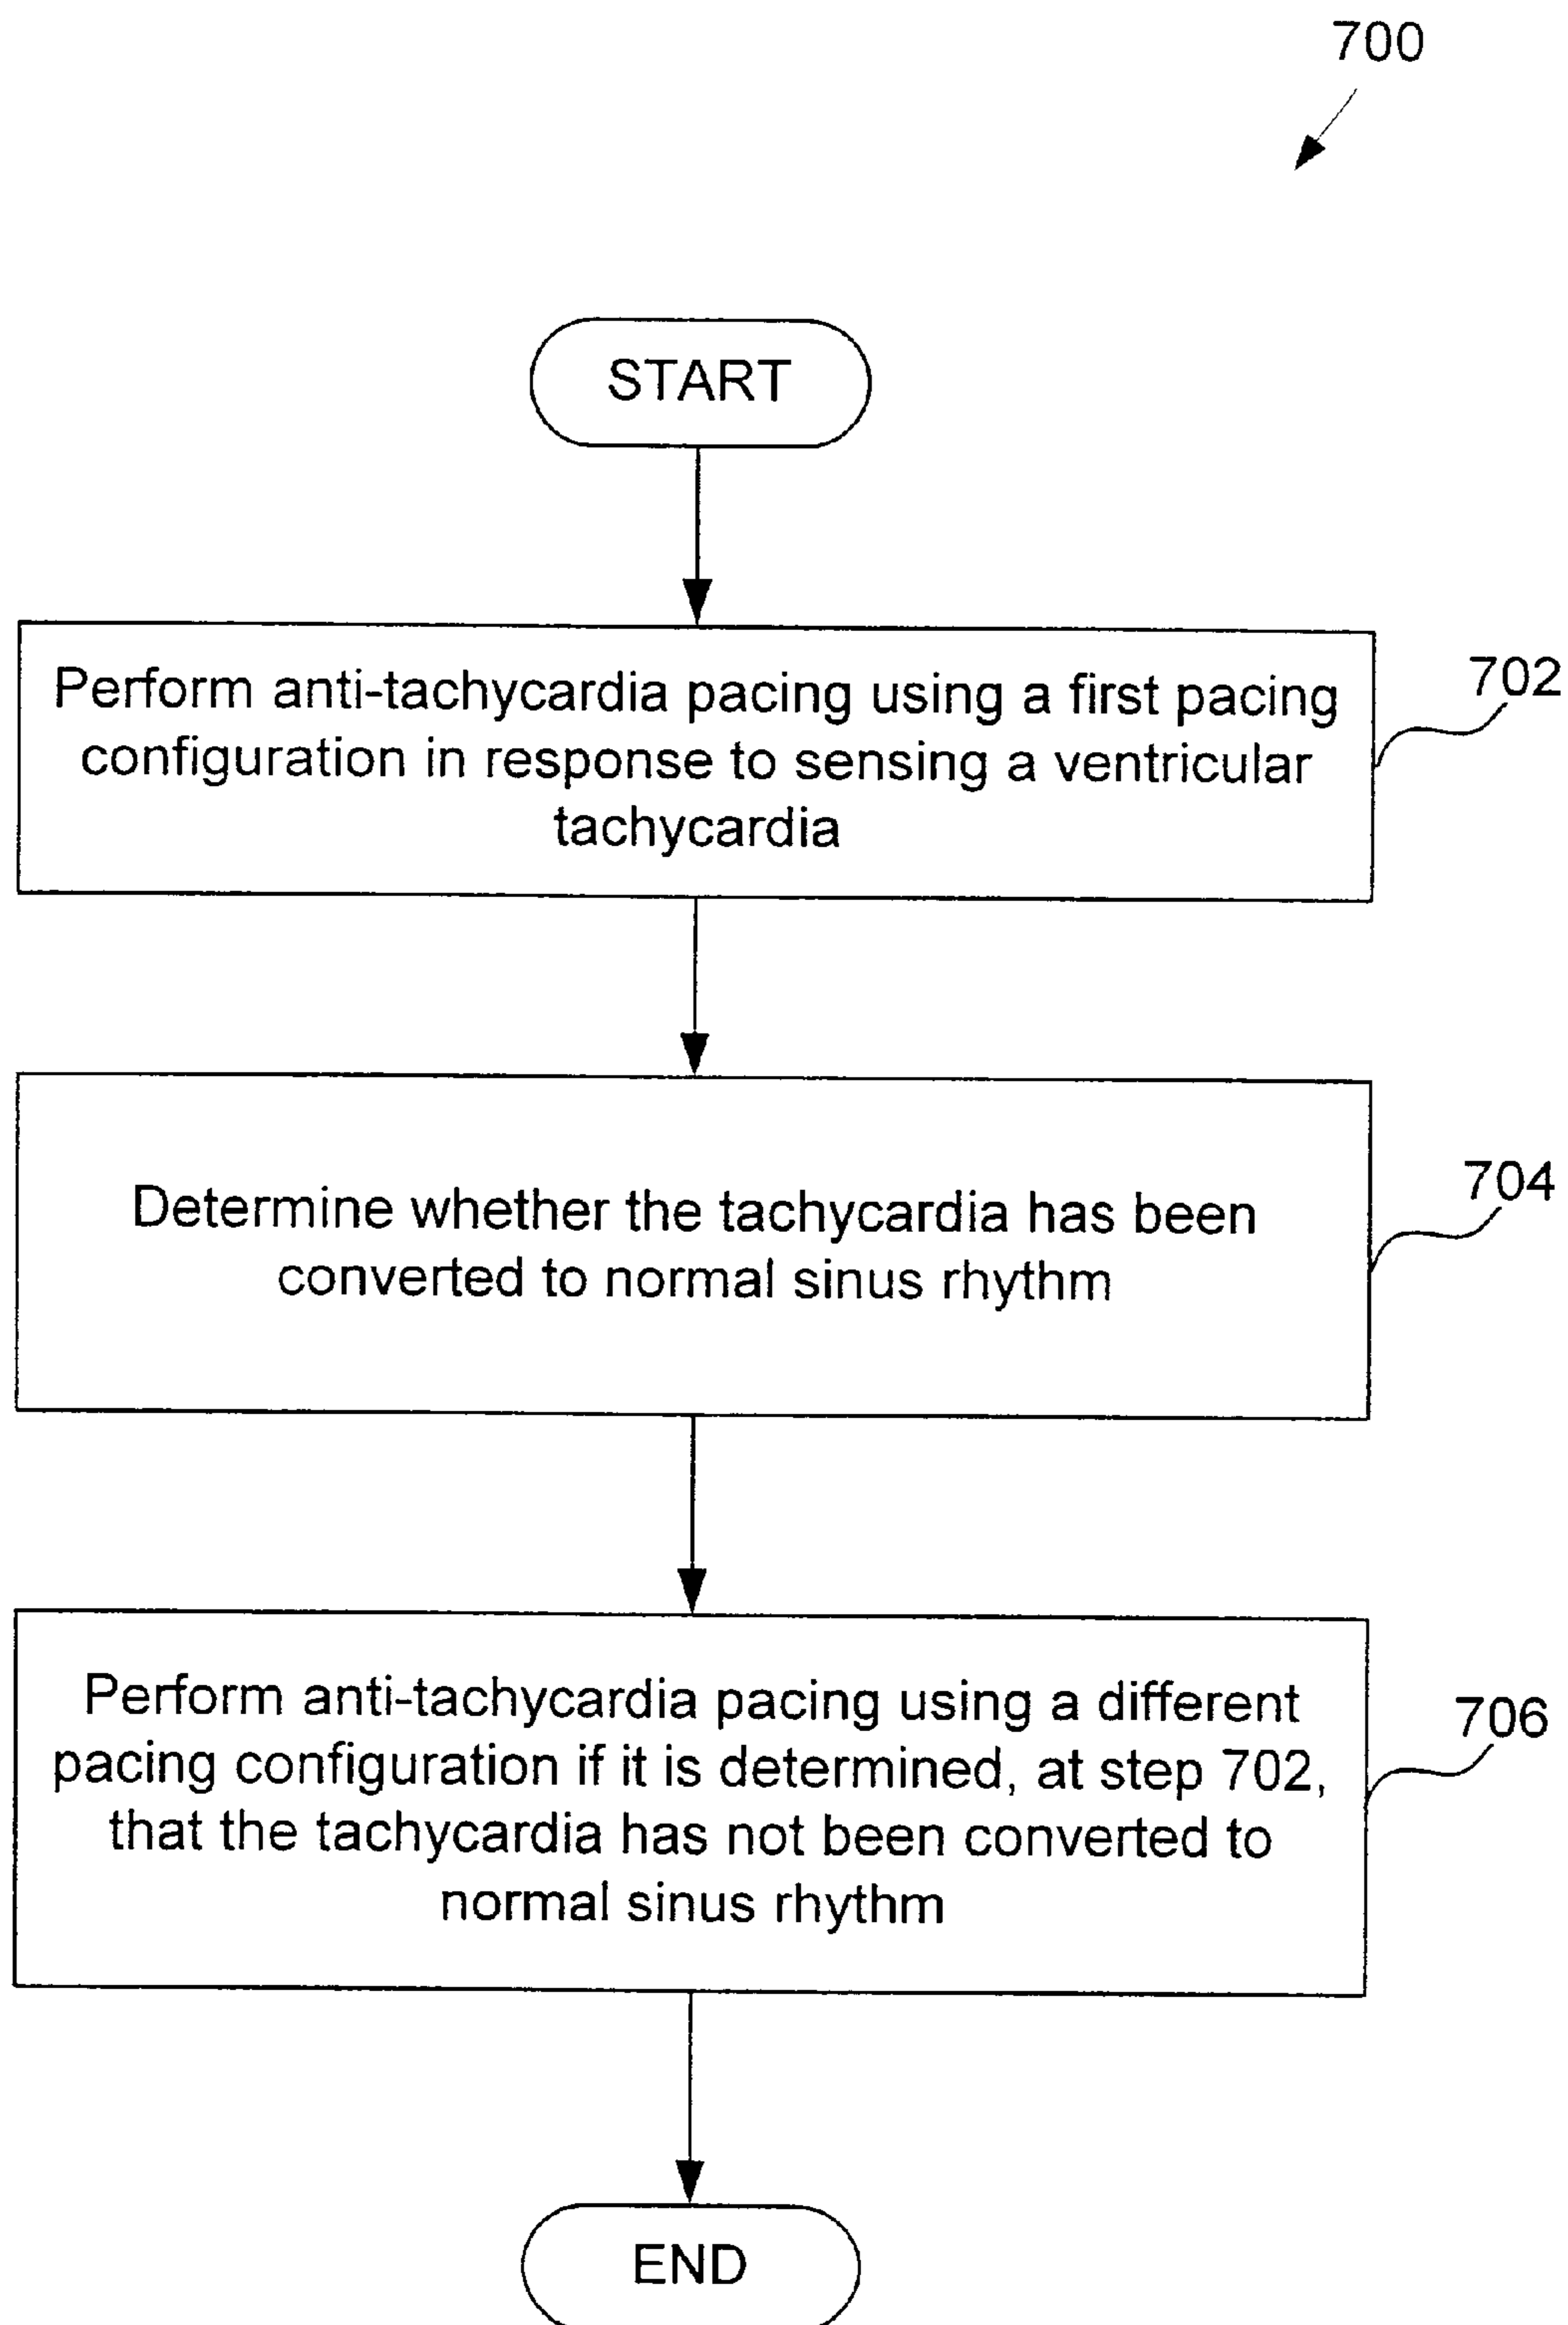 700
START
Perform anti-tachycardia pacing using a first pacing
configuration in response to sensing a ventricular
tachycardia
702
Determine whether the tachycardia has been
converted to normal sinus rhythm
704
Perform anti-tachycardia pacing using a different
pacing configuration if it is determined, at step 702,
that the tachycardia has not been converted to
normal sinus rhythm
706
END